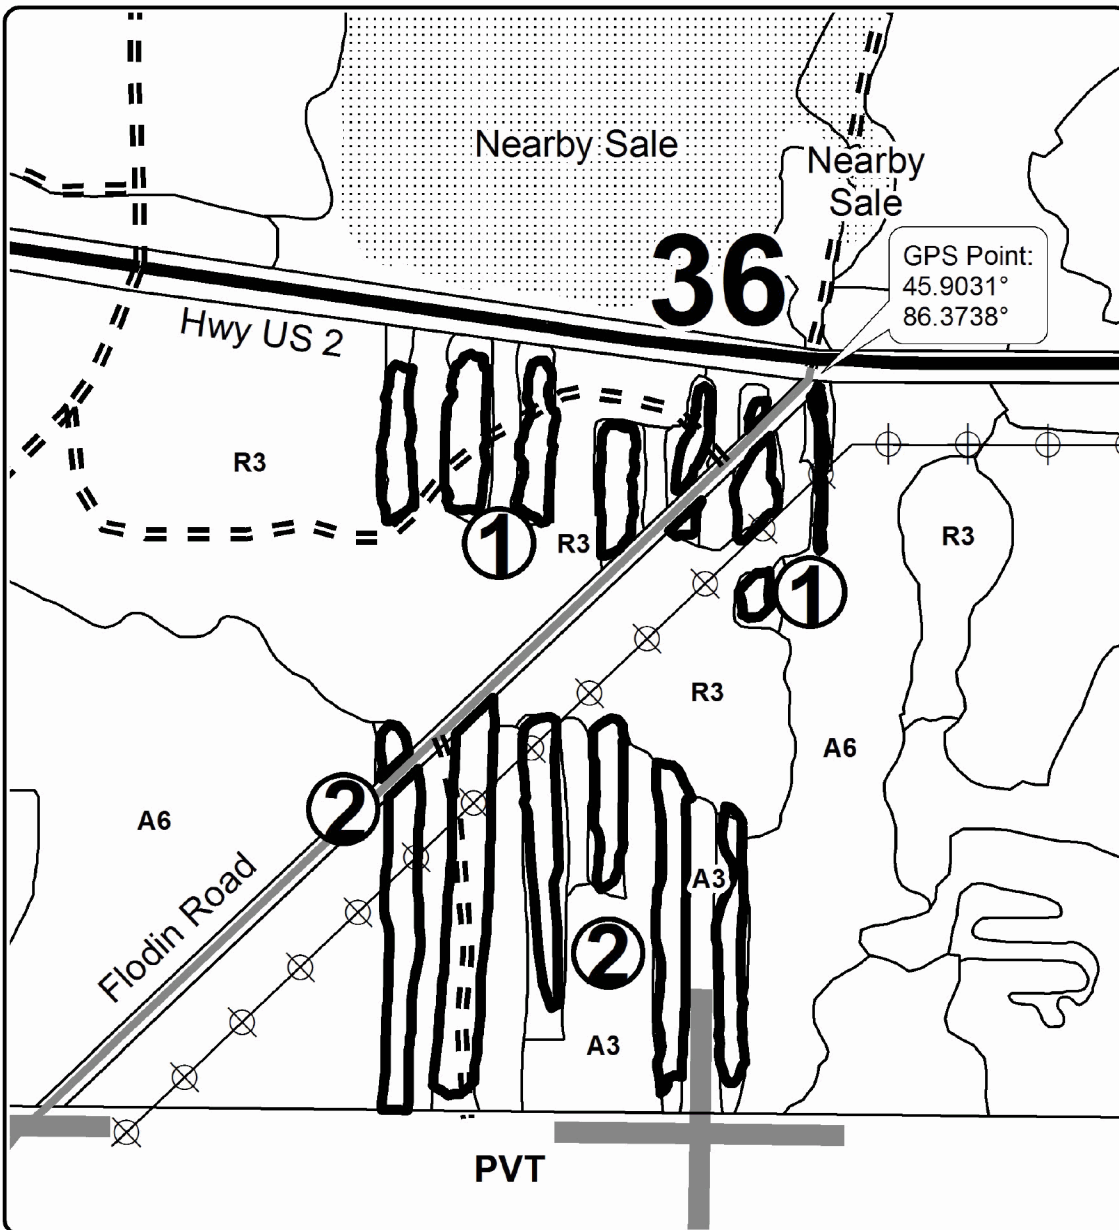 Nearby Sale
Nearby
Sale
36
GPS Point:
45.9031°
86.3738°
Hwy US 2
R3
1
R3
R3
1
R3
A6
2
A6
A3
Flodin Road
2
A3
PVT